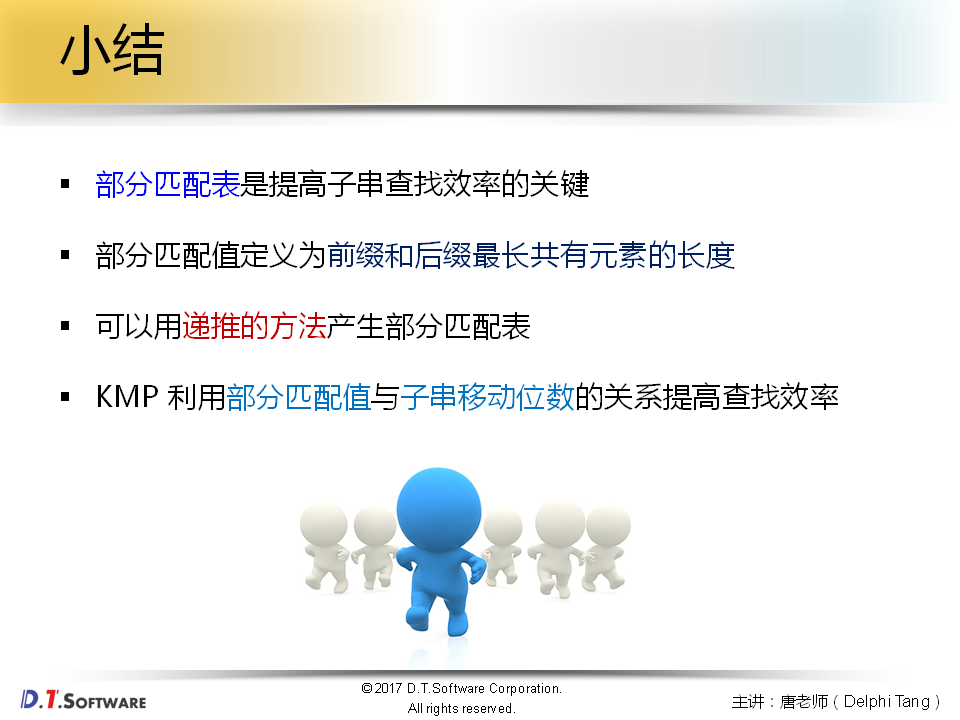 小结
▪ 部分匹配表是提高子串查找效率的关键
▪ 部分匹配值定义为前缀和后缀最长共有元素的长度
▪ 可以用递推的方法产生部分匹配表
▪ KMP 利用部分匹配值与子串移动位数的关系提高查找效率
D.T.SOFTWARE
©2017 D.T.Software Corporation.
All rights reserved.
主讲：唐老师（Delphi Tang）